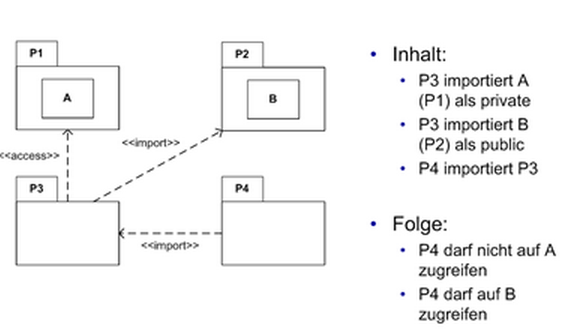 P1
A
P2
B
<<access>>
<<import>>
P3
P4
<<import>>
Inhalt:
P3 importiert A
(P1) als private
P3 importiert B
(P2) als public
P4 importiert P3
Folge:
P4 darf nicht auf A
zugreifen
P4 darf auf B
zugreifen